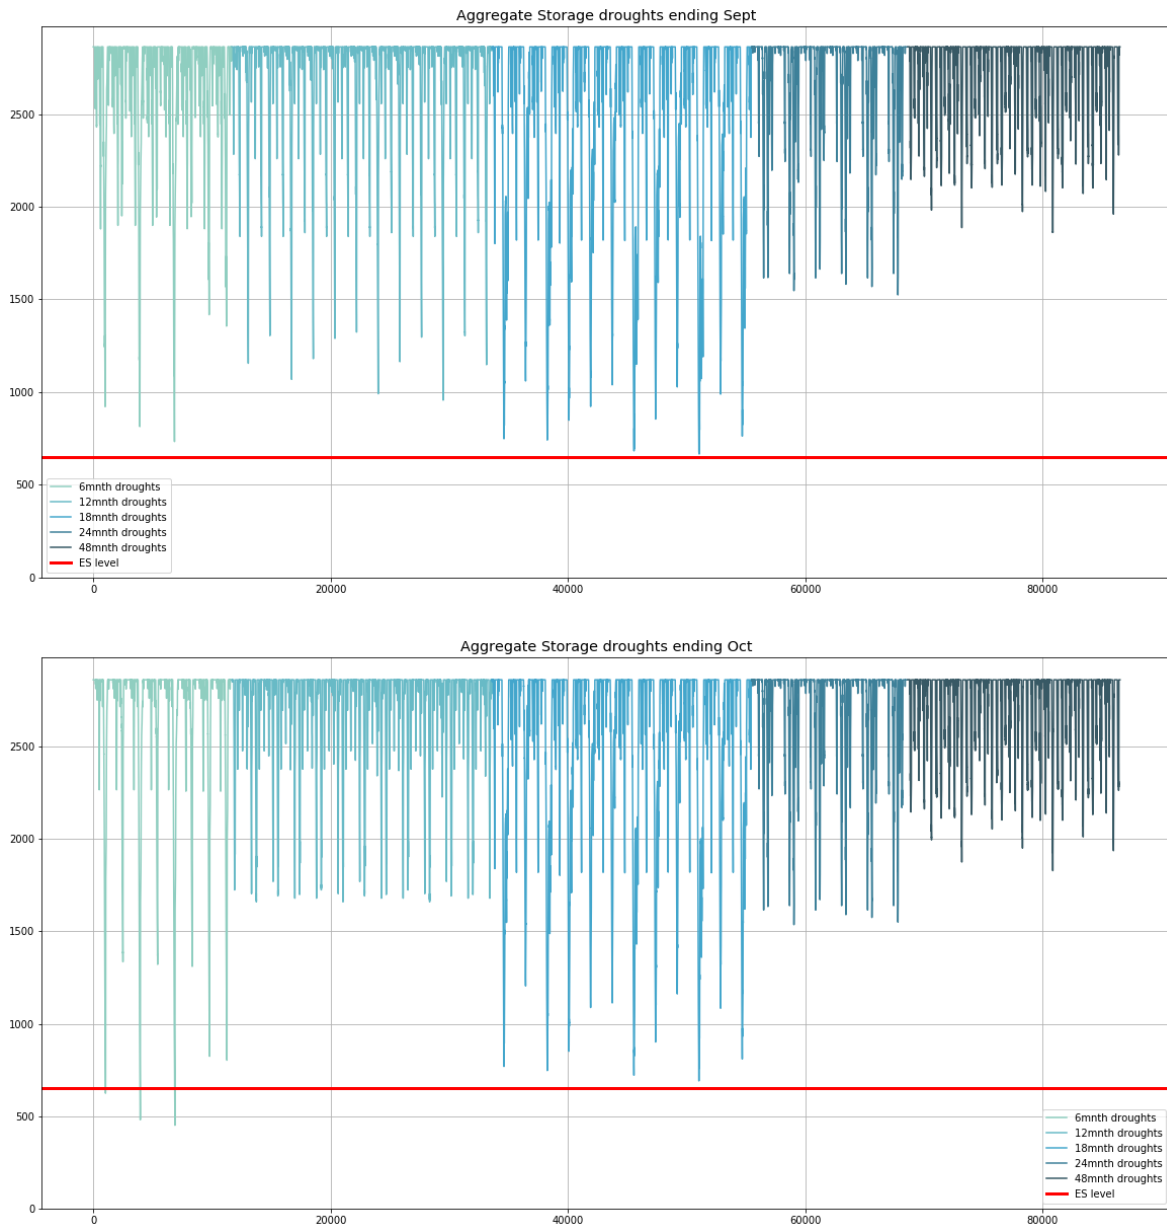 Aggregate Storage droughts ending Sept
2500
2000
1500
1000
500
0
6mnth droughts
12mnth droughts
18mnth droughts
24mnth droughts
48mnth droughts
ES level
0
20000
40000
60000
80000
Aggregate Storage droughts ending Oct
2500
2000
1500
1000
500
0
6mnth droughts
12mnth droughts
18mnth droughts
24mnth droughts
48mnth droughts
ES level
0
20000
40000
60000
80000